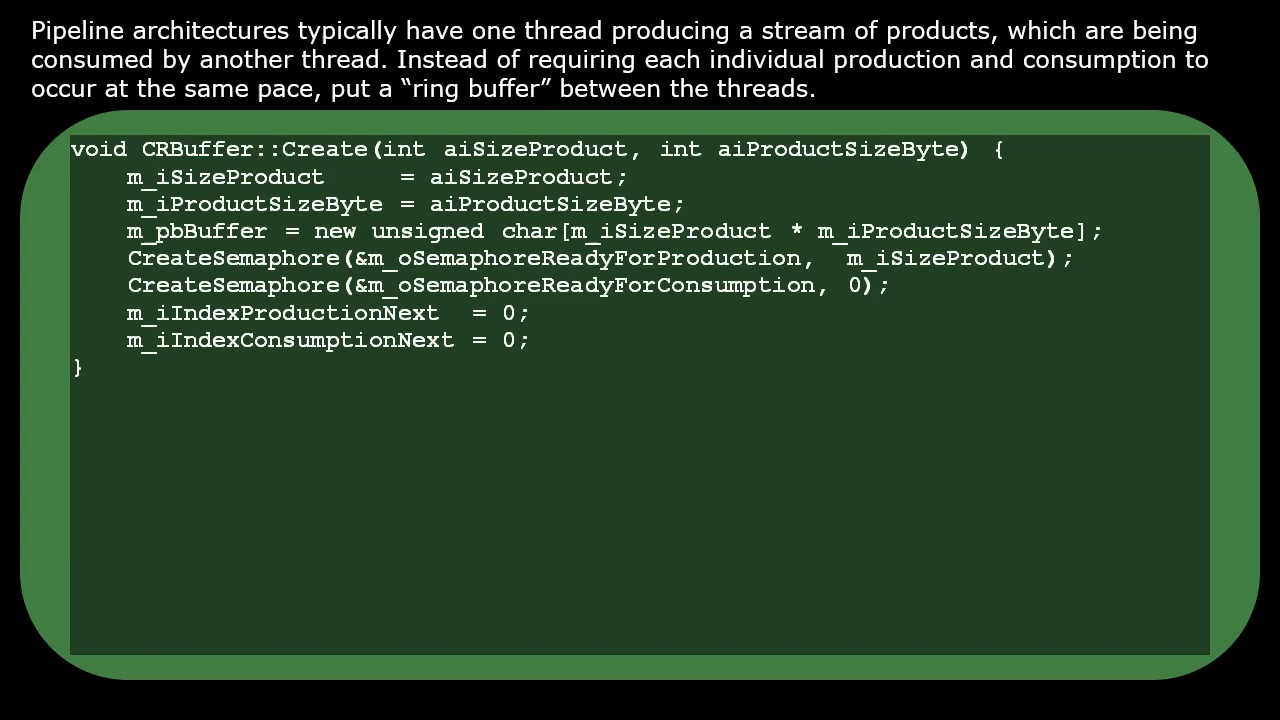 Pipeline architectures typically have one thread producing a stream of products, which are being
consumed by another thread. Instead of requiring each individual production and consumption to
occur at the same pace, put a “ring buffer” between the threads.
void CRBuffer::Create(int aiSizeProduct, int aiProductSizeByte) {
    m_iSizeProduct     = aiSizeProduct;
    m_iProductSizeByte = aiProductSizeByte;
    m_pbBuffer = new unsigned char[m_iSizeProduct * m_iProductSizeByte];
    CreateSemaphore(&m_oSemaphoreReadyForProduction,  m_iSizeProduct);
    CreateSemaphore(&m_oSemaphoreReadyForConsumption, 0);
    m_iIndexProductionNext  = 0;
    m_iIndexConsumptionNext = 0;
}